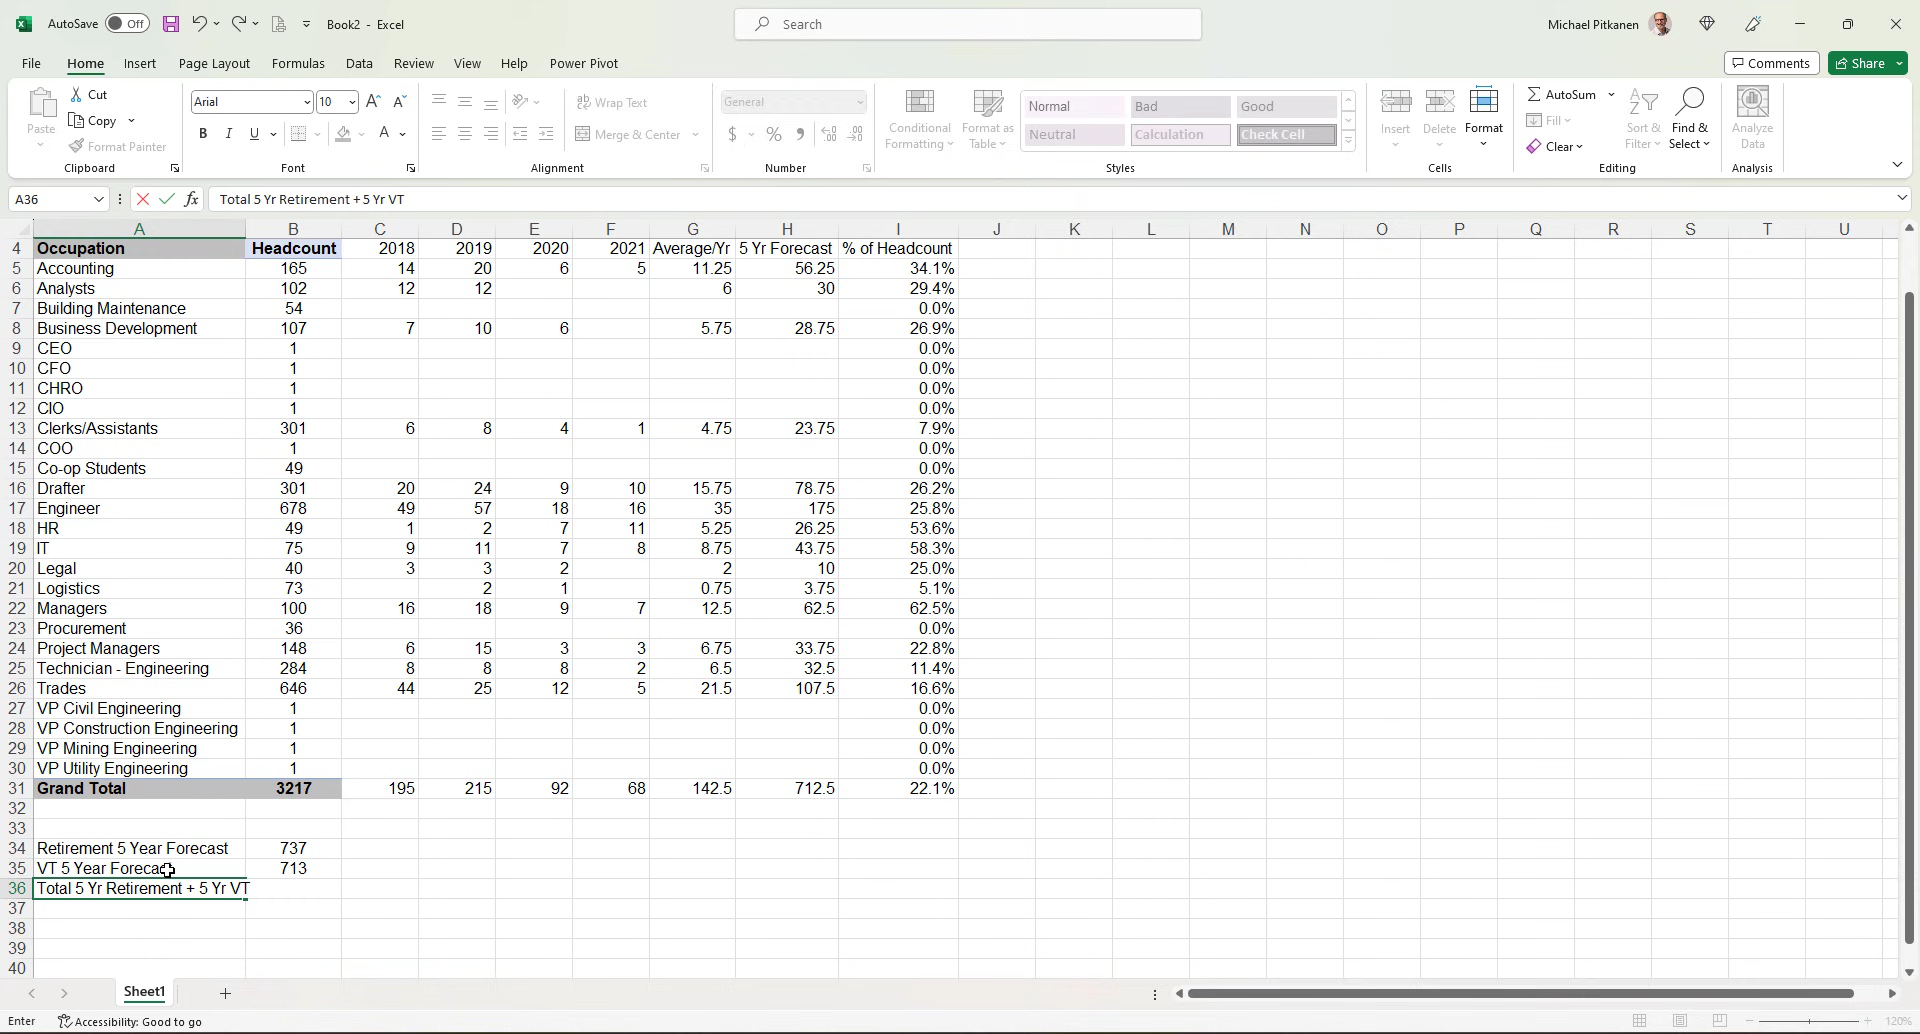 AutoSave Off Book2 - Excel Search Michael Pitkanen
File Home Insert Page Layout Formulas Data Review View Help Power Pivot Comments Share
Paste
Cut
Copy
Format Painter
Clipboard
Arial 10
B I U
Font
Wrap Text
Merge & Center
Alignment
General
$ % ,
Number
Conditional Formatting
Format as Table
Normal Bad Good
Neutral Calculation Check Cell
Styles
Insert Delete Format
Cells
AutoSum
Fill
Clear
Sort & Filter
Find & Select
Editing
Analyze Data
Analysis
A36 fx Total 5 Yr Retirement + 5 Yr VT
A B C D E F G H I J K L M N O P Q R S T U
4 Occupation Headcount 2018 2019 2020 2021 Average/Yr 5 Yr Forecast % of Headcount
5 Accounting 165 14 20 6 5 11.25 56.25 34.1%
6 Analysts 102 12 12 6 30 29.4%
7 Building Maintenance 54 0.0%
8 Business Development 107 7 10 6 5.75 28.75 26.9%
9 CEO 1 0.0%
10 CFO 1 0.0%
11 CHRO 1 0.0%
12 CIO 1 0.0%
13 Clerks/Assistants 301 6 8 4 1 4.75 23.75 7.9%
14 COO 1 0.0%
15 Co-op Students 49 0.0%
16 Drafter 301 20 24 9 10 15.75 78.75 26.2%
17 Engineer 678 49 57 18 16 35 175 25.8%
18 HR 49 1 2 7 11 5.25 26.25 53.6%
19 IT 75 9 11 7 8 8.75 43.75 58.3%
20 Legal 40 3 3 2 2 10 25.0%
21 Logistics 73 2 1 0.75 3.75 5.1%
22 Managers 100 16 18 9 7 12.5 62.5 62.5%
23 Procurement 36 0.0%
24 Project Managers 148 6 15 3 3 6.75 33.75 22.8%
25 Technician - Engineering 284 8 8 8 2 6.5 32.5 11.4%
26 Trades 646 44 25 12 5 21.5 107.5 16.6%
27 VP Civil Engineering 1 0.0%
28 VP Construction Engineering 1 0.0%
29 VP Mining Engineering 1 0.0%
30 VP Utility Engineering 1 0.0%
31 Grand Total 3217 195 215 92 68 142.5 712.5 22.1%
32
33
34 Retirement 5 Year Forecast 737
35 VT 5 Year Foreca 713
36 Total 5 Yr Retirement + 5 Yr VT
37
38
39
40
Sheet1
Enter Accessibility: Good to go 120%